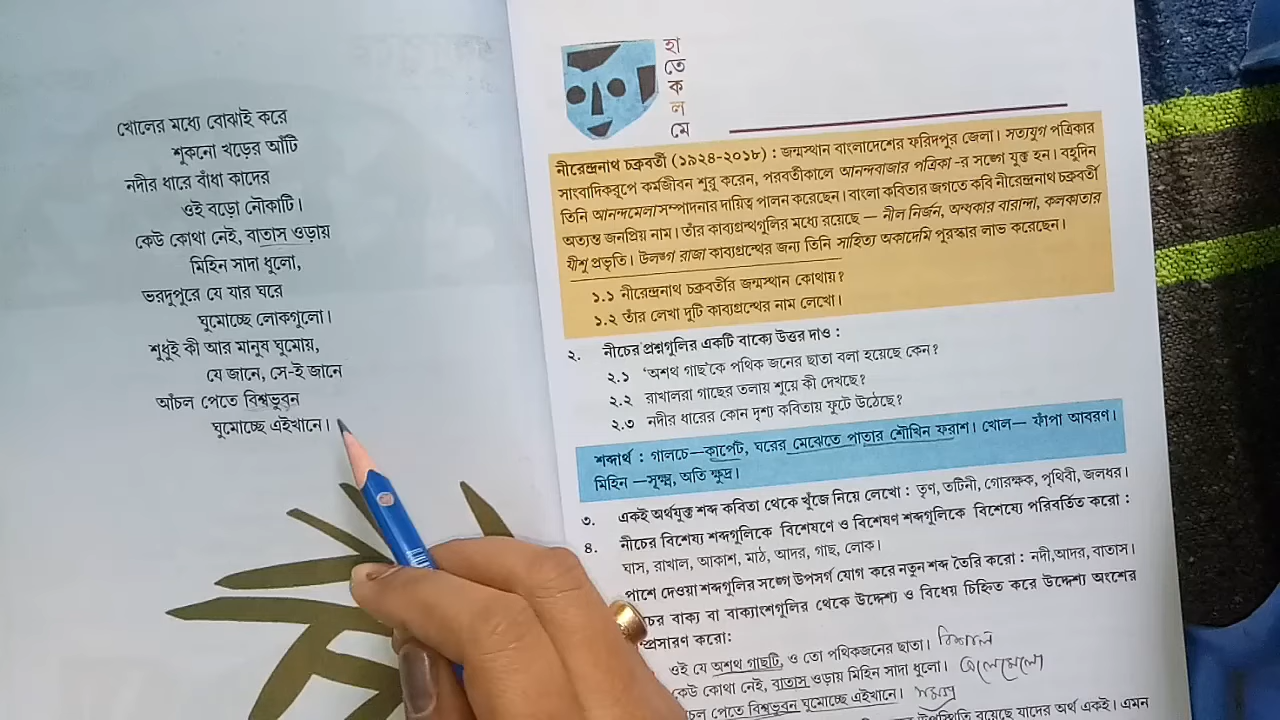 খোলের মধ্যে বোঝাই করে
শুকনো খড়ের আঁটি
নদীর ধারে বাঁধা কাদের
ওই বড়ো নৌকাটি।
কেউ কোথা নেই, বাতাস ওড়ায়
মিহিন সাদা ধুলো,
ভরদুপুরে যে যার ঘরে
ঘুমোচ্ছে লোকগুলো।
শুধুই কী আর মানুষ ঘুমোয়,
যে জানে, সে-ই জানে
আঁচল পেতে বিশ্বভুবন
ঘুমোচ্ছে এইখানে।
হা
তে
ক
ল
মে
নীরেন্দ্রনাথ চক্রবর্তী (১৯২৪-২০১৮) : জন্মস্থান বাংলাদেশের ফরিদপুর জেলা। সত্যযুগ পত্রিকার
সাংবাদিকরূপে কর্মজীবন শুরু করেন, পরবর্তীকালে আনন্দবাজার পত্রিকা-র সঙ্গে যুক্ত হন। বহুদিন
তিনি আনন্দমেলা সম্পাদনার দায়িত্ব পালন করেছেন। বাংলা কবিতার জগতে কবি নীরেন্দ্রনাথ চক্রবর্তী
অত্যন্ত জনপ্রিয় নাম। তাঁর কাব্যগ্রন্থগুলির মধ্যে রয়েছে — নীল নির্জন, অন্ধকার বারান্দা, কলকাতার
যীশু প্রভৃতি। উলঙ্গ রাজা কাব্যগ্রন্থের জন্য তিনি সাহিত্য অকাদেমি পুরস্কার লাভ করেছেন।
১.১ নীরেন্দ্রনাথ চক্রবর্তীর জন্মস্থান কোথায়?
১.২ তাঁর লেখা দুটি কাব্যগ্রন্থের নাম লেখো।
২. নীচের প্রশ্নগুলির একটি বাক্যে উত্তর দাও :
২.১ ‘অশথ গাছ’কে পথিক জনের ছাতা বলা হয়েছে কেন?
২.২ রাখালরা গাছের তলায় শুয়ে কী দেখছে?
২.৩ নদীর ধারের কোন দৃশ্য কবিতায় ফুটে উঠেছে?
শব্দার্থ : গালচে—কার্পেট, ঘরের মেঝেতে পাতার শৌখিন ফরাশ। খোল— ফাঁপা আবরণ।
মিহিন —সূক্ষ্ম, অতি ক্ষুদ্র।
৩. একই অর্থযুক্ত শব্দ কবিতা থেকে খুঁজে নিয়ে লেখো : তৃণ, তটিনী, গোরক্ষক, পৃথিবী, জলধর।
৪. নীচের বিশেষ্য শব্দগুলিকে বিশেষণে ও বিশেষণ শব্দগুলিকে বিশেষ্যে পরিবর্তিত করো :
ঘাস, রাখাল, আকাশ, মাঠ, আদর, গাছ, লোক।
পাশে দেওয়া শব্দগুলির সঙ্গে উপসর্গ যোগ করে নতুন শব্দ তৈরি করো : নদী,আদর, বাতাস।
চের বাক্য বা বাক্যাংশগুলির থেকে উদ্দেশ্য ও বিধেয় চিহ্নিত করে উদ্দেশ্য অংশের
প্রসারণ করো:
ওই যে অশথ গাছটি, ও তো পথিকজনের ছাতা। বিশাল
কেউ কোথা নেই, বাতাস ওড়ায় মিহিন সাদা ধুলো। এলোমেলো
চল পেতে বিশ্বভুবন ঘুমোচ্ছে এইখানে।
রয়েছে যাদের অর্থ একই। এমন